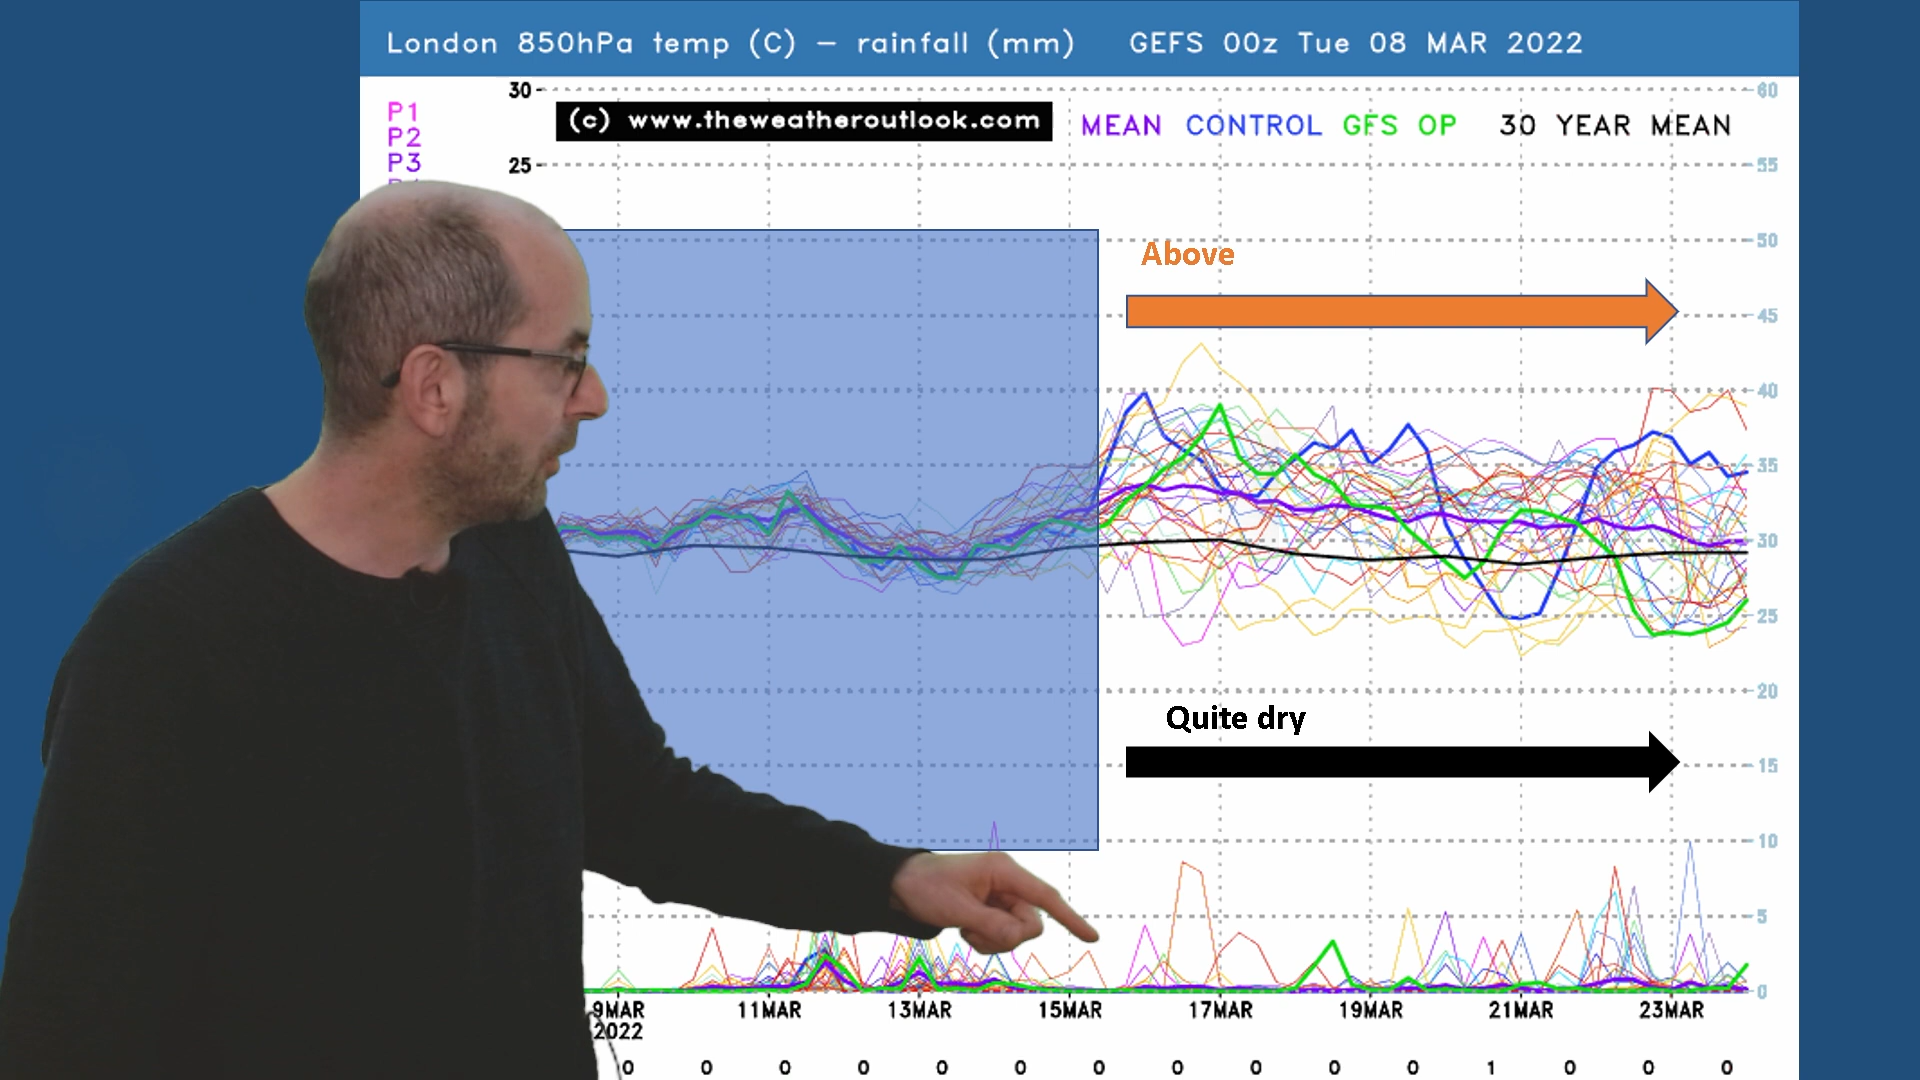 London 850hPa temp (C) – rainfall (mm) GEFS 00z Tue 08 MAR 2022
30 60
(c) www.theweatheroutlook.com MEAN CONTROL GFS OP 30 YEAR MEAN
P1
P2
P3
25 55
50
Above
45
40
35
30
25
20
Quite dry
15
10
5
0
9MAR 11MAR 13MAR 15MAR 17MAR 19MAR 21MAR 23MAR
2022
0 0 0 0 0 0 0 0 0 0 0 1 0 0 0